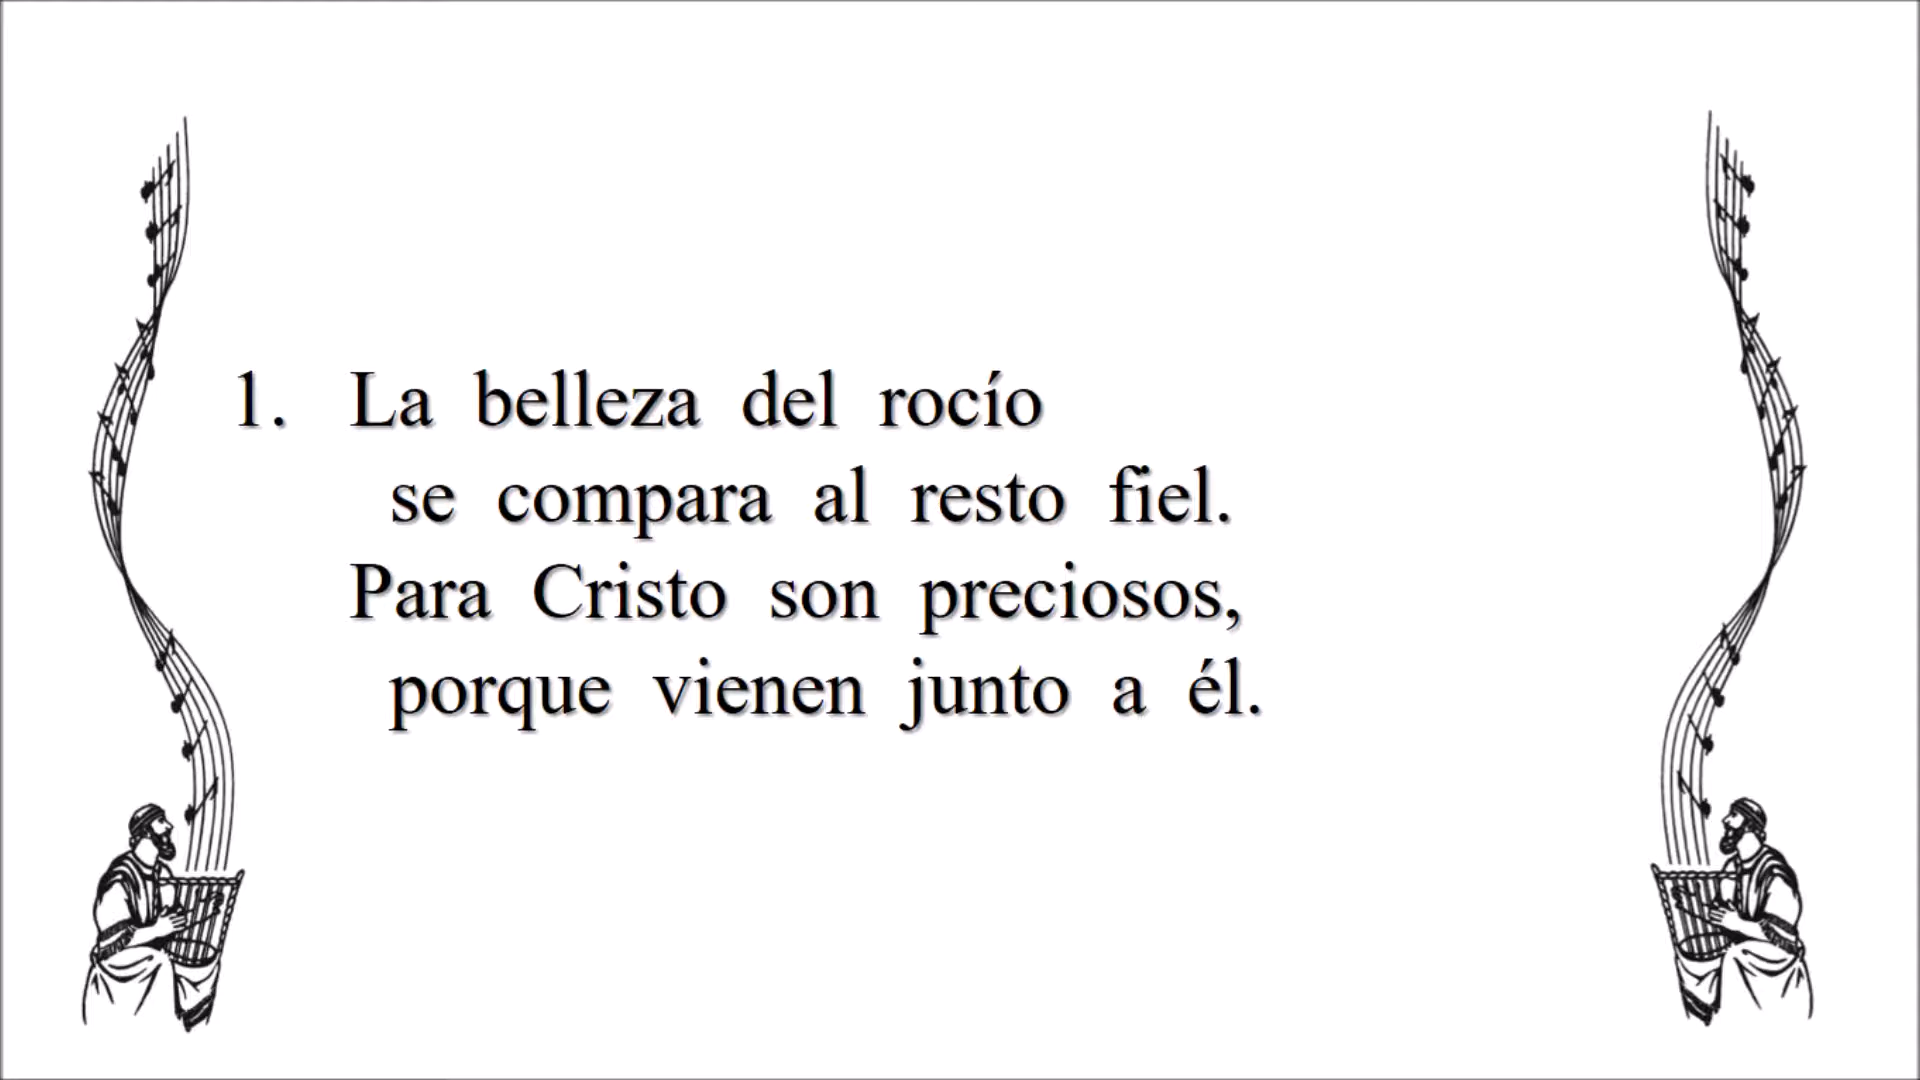 1. La belleza del rocío
se compara al resto fiel.
Para Cristo son preciosos,
porque vienen junto a él.